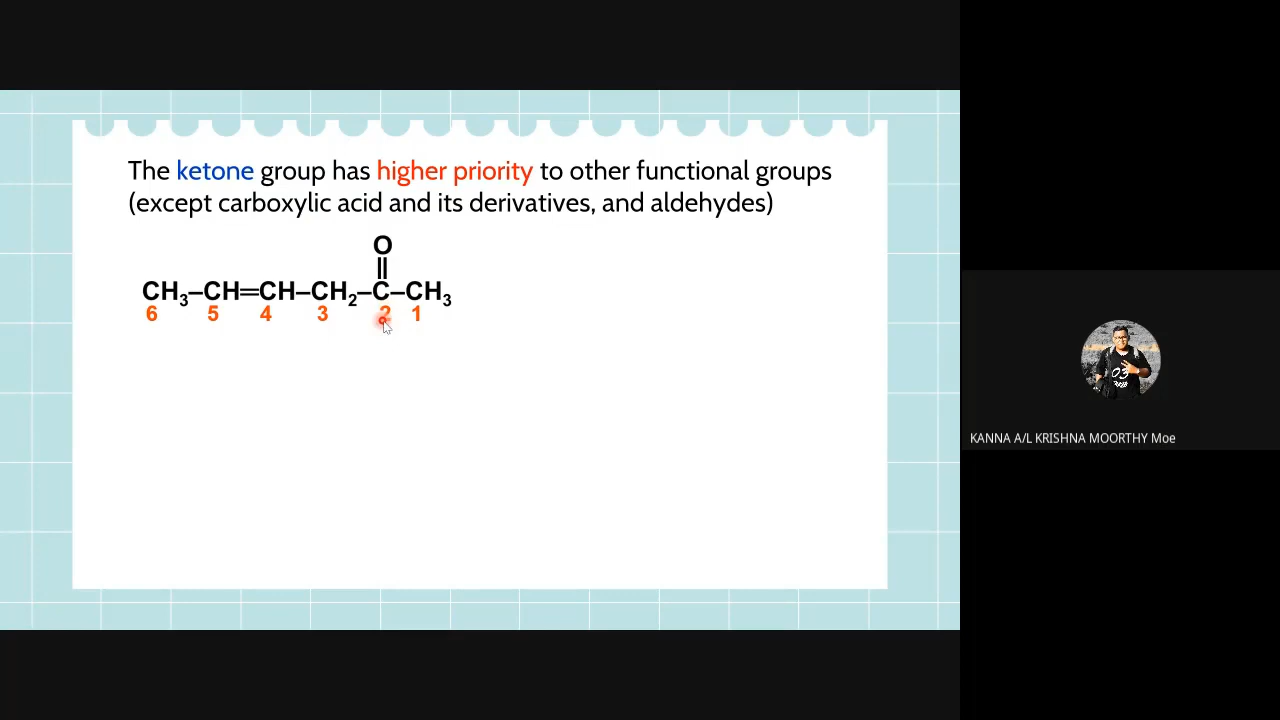 The ketone group has higher priority to other functional groups
(except carboxylic acid and its derivatives, and aldehydes)
O
CH₃–CH=CH–CH₂–C–CH₃
6 5 4 3 2 1
03
KANNA A/L KRISHNA MOORTHY Moe